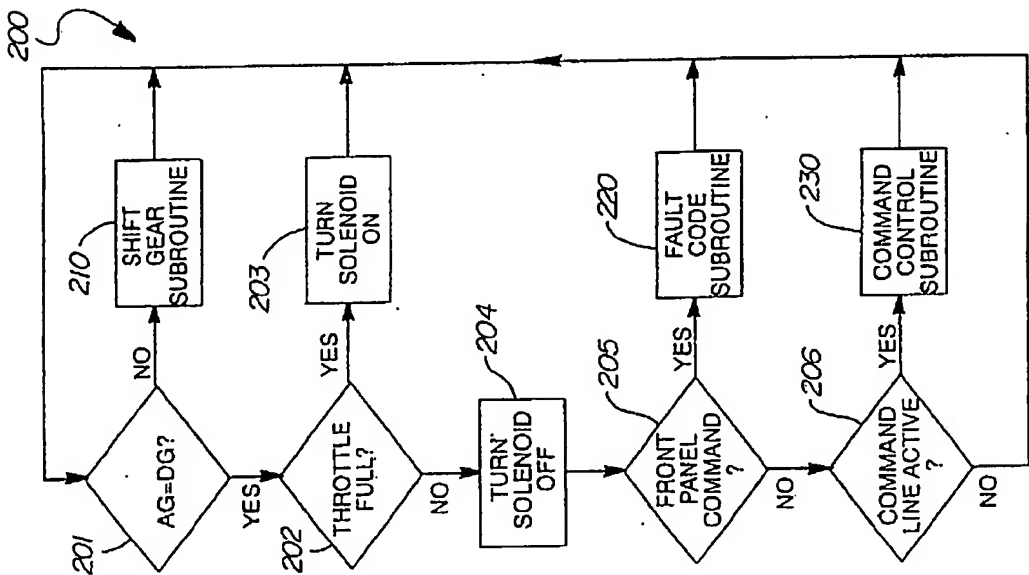 200
201
AG=DG?
NO
210
SHIFT
GEAR
SUBROUTINE
YES
202
THROTTLE
FULL?
YES
203
TURN
SOLENOID
ON
NO
204
TURN
SOLENOID
OFF
205
FRONT
PANEL
COMMAND
?
YES
220
FAULT
CODE
SUBROUTINE
NO
206
COMMAND
LINE ACTIVE
?
YES
230
COMMAND
CONTROL
SUBROUTINE
NO